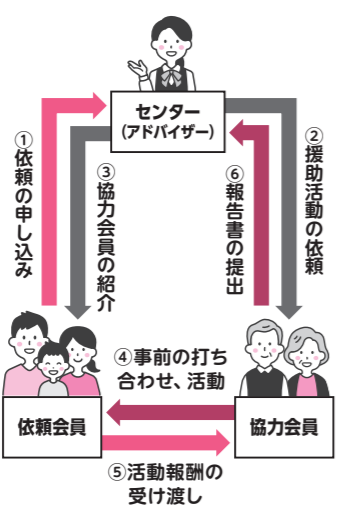 センター
(アドバイザー)
①依頼の申し込み
③協力会員の紹介
⑥報告書の提出
②援助活動の依頼
④事前の打ち
合わせ、活動
依頼会員
協力会員
⑤活動報酬の
受け渡し